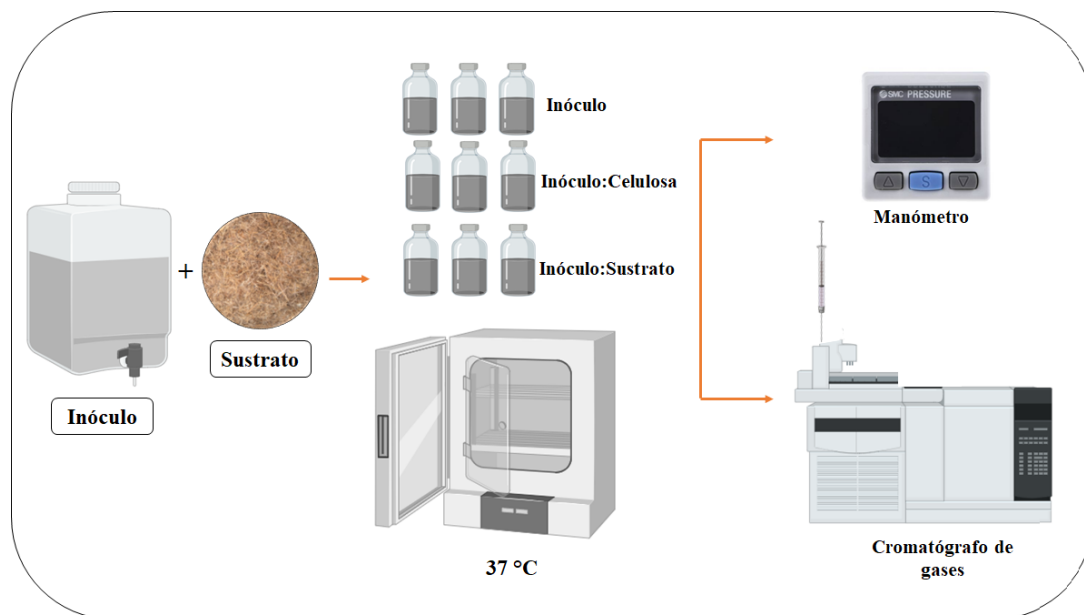 Inóculo
+
Sustrato
Inóculo
Inóculo:Celulosa
Inóculo:Sustrato
37 °C
SMC PRESSURE
S
Manómetro
Cromatógrafo de
gases